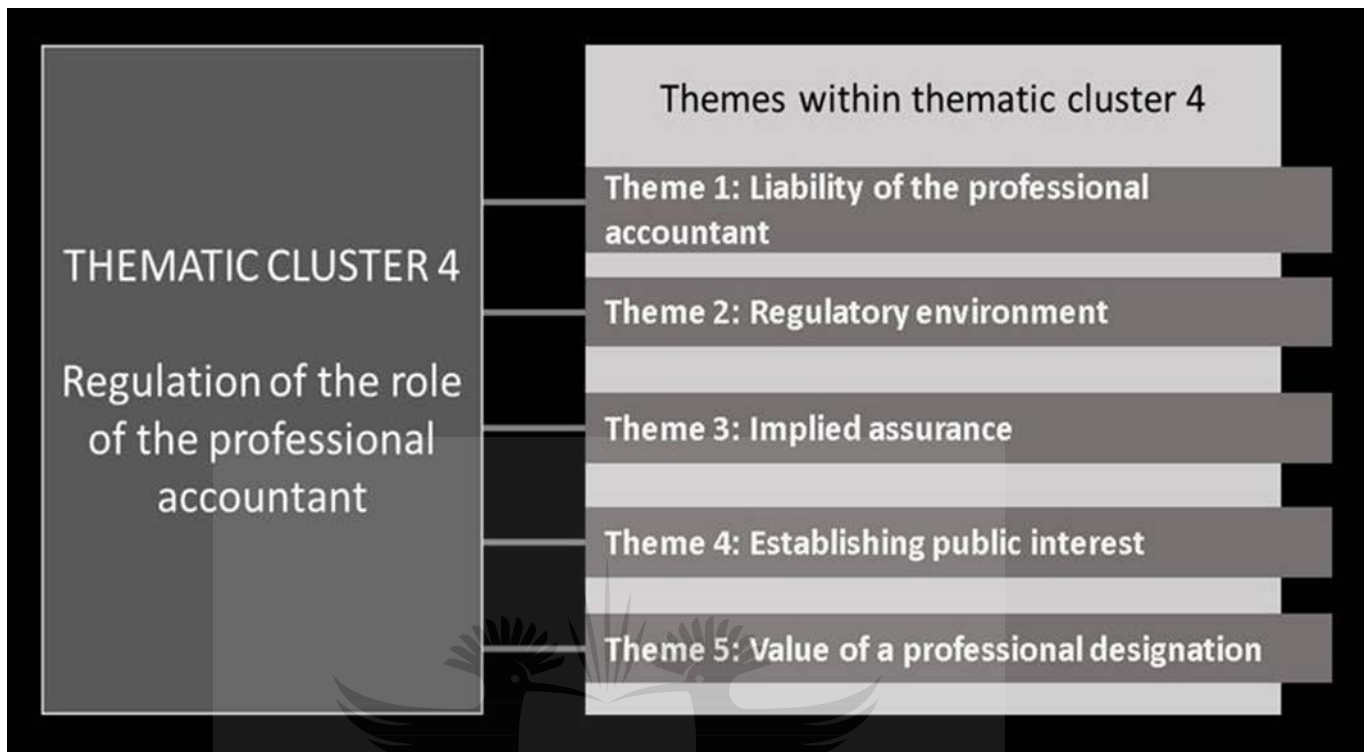 THEMATIC CLUSTER 4
Regulation of the role
of the professional
accountant
Themes within thematic cluster 4
Theme 1: Liability of the professional
accountant
Theme 2: Regulatory environment
Theme 3: Implied assurance
Theme 4: Establishing public interest
Theme 5: Value of a professional designation